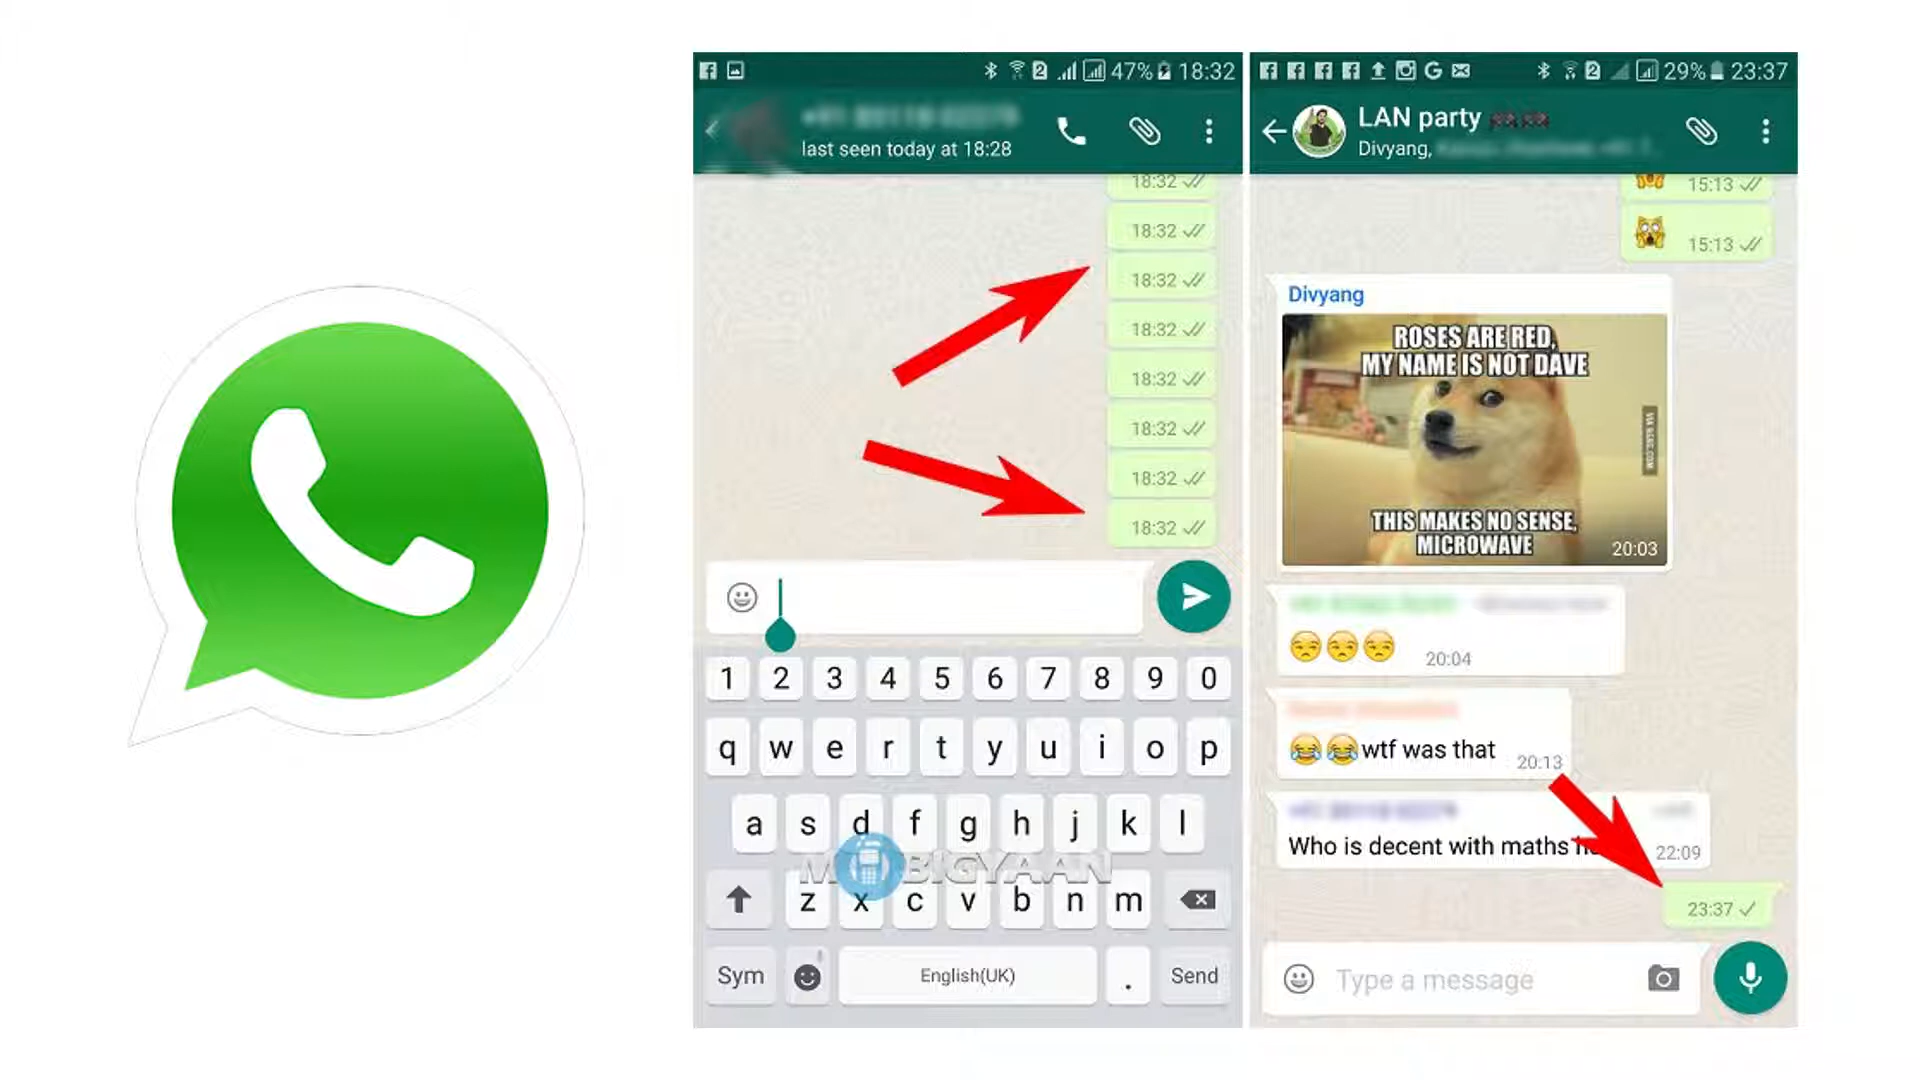 47% 18:32
last seen today at 18:28
18:32
18:32
18:32
18:32
18:32
18:32
18:32
18:32
1 2 3 4 5 6 7 8 9 0
q w e r t y u i o p
a s d f g h j k l
MOBIGYAAN
z x c v b n m
Sym English(UK) . Send
29% 23:37
LAN party
Divyang,
15:13
15:13
Divyang
ROSES ARE RED,
MY NAME IS NOT DAVE
THIS MAKES NO SENSE,
MICROWAVE
20:03
20:04
😂😂wtf was that 20:13
Who is decent with maths 22:09
23:37
Type a message